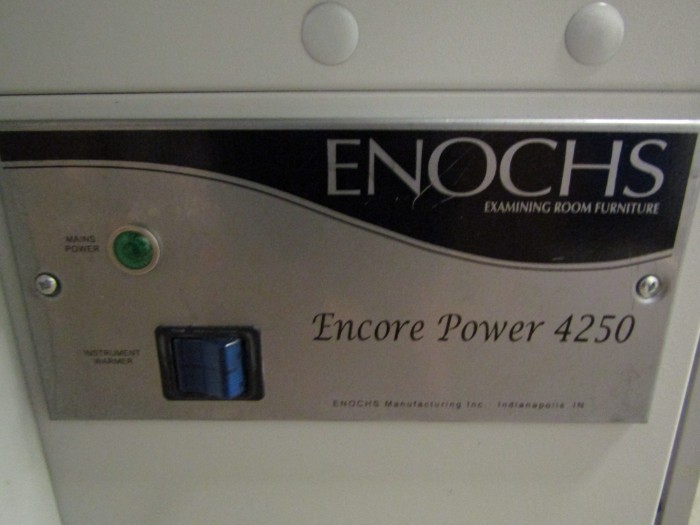 ENOCHS
EXAMINING ROOM FURNITURE
MAINS
POWER
Encore Power 4250
INSTRUMENT
WARMER
ENOCHS Manufacturing Inc. Indianapolis IN